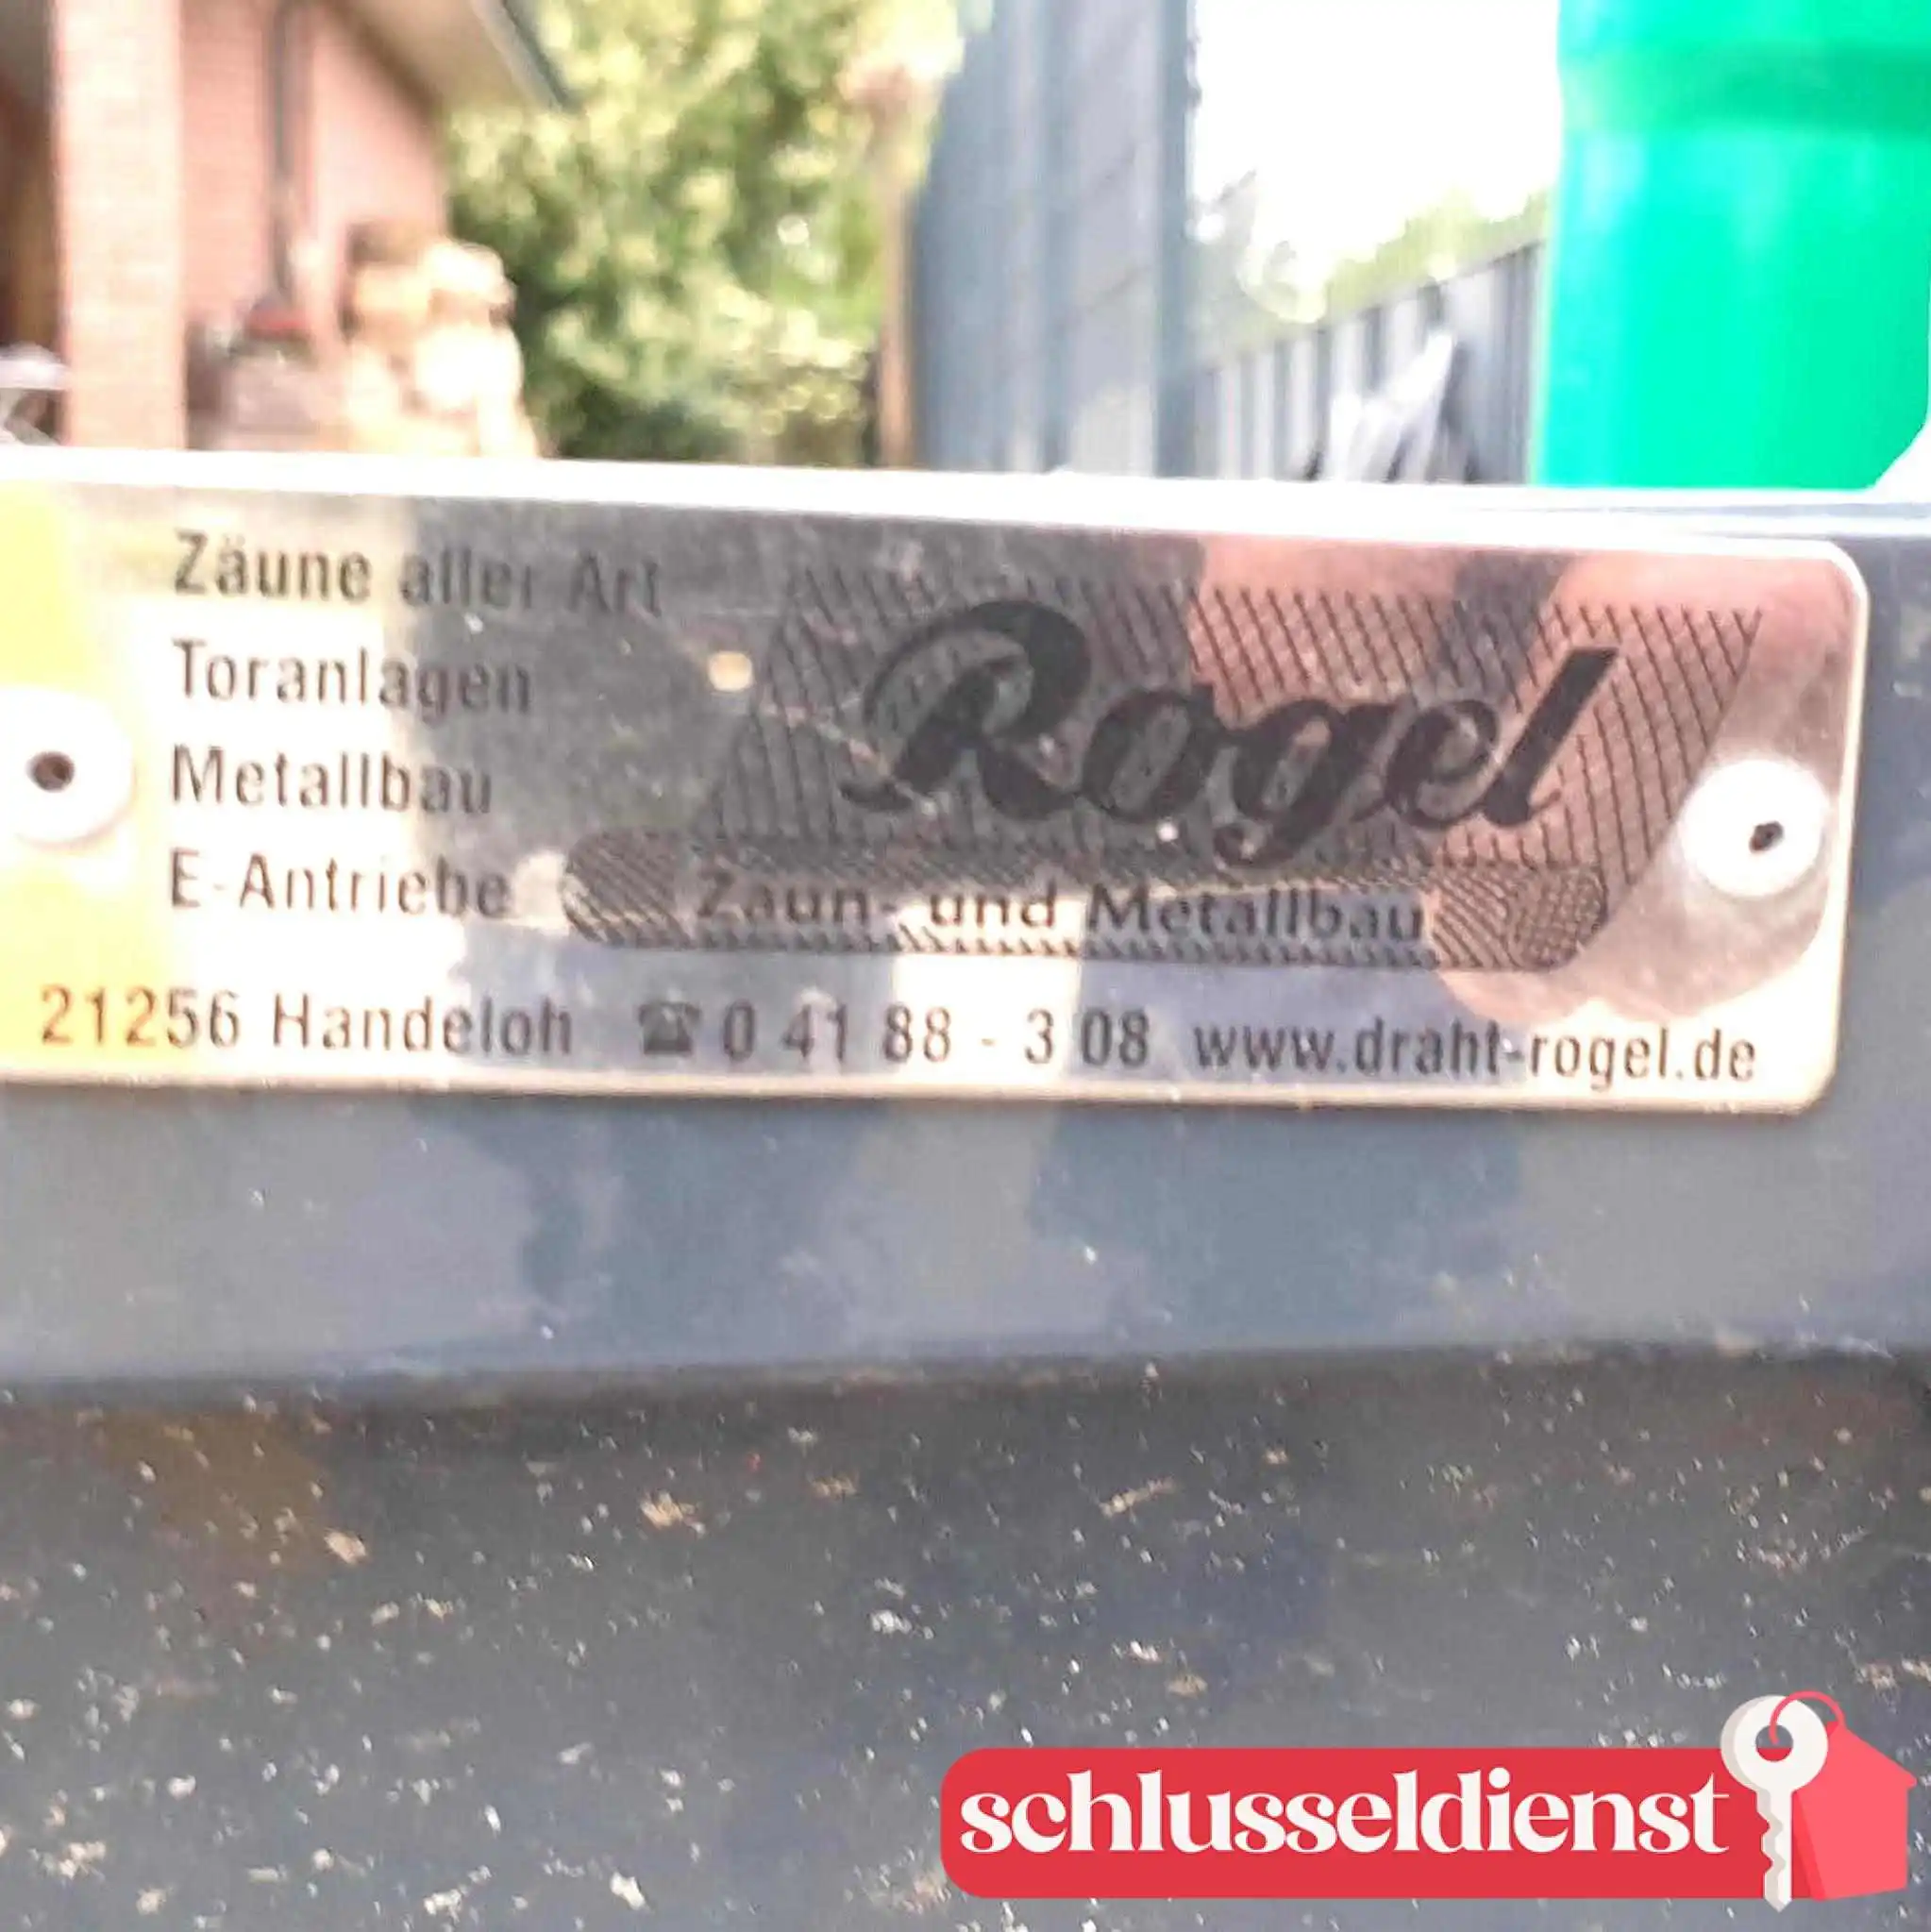 Zäune aller Art
Toranlagen
Metallbau
E-Antriebe
Rogel
Zaun- und Metallbau
21256 Handeloh ☎ 0 41 88 - 3 08 www.draht-rogel.de
schlusseldienst